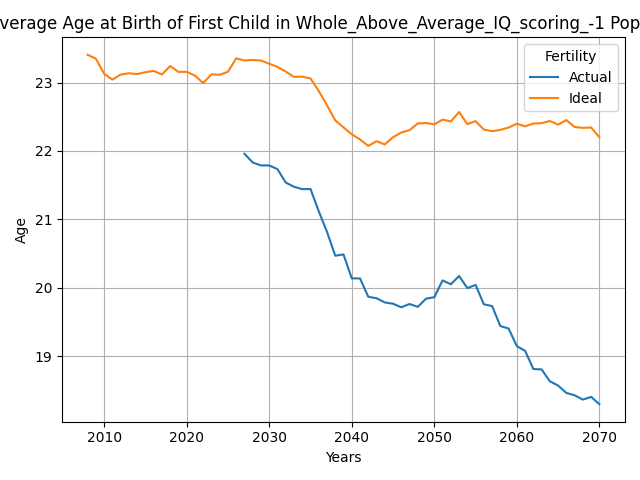 verage Age at Birth of First Child in Whole_Above_Average_IQ_scoring_-1 Pop
Fertility
Actual
Ideal
Age
23
22
21
20
19
2010 2020 2030 2040 2050 2060 2070
Years